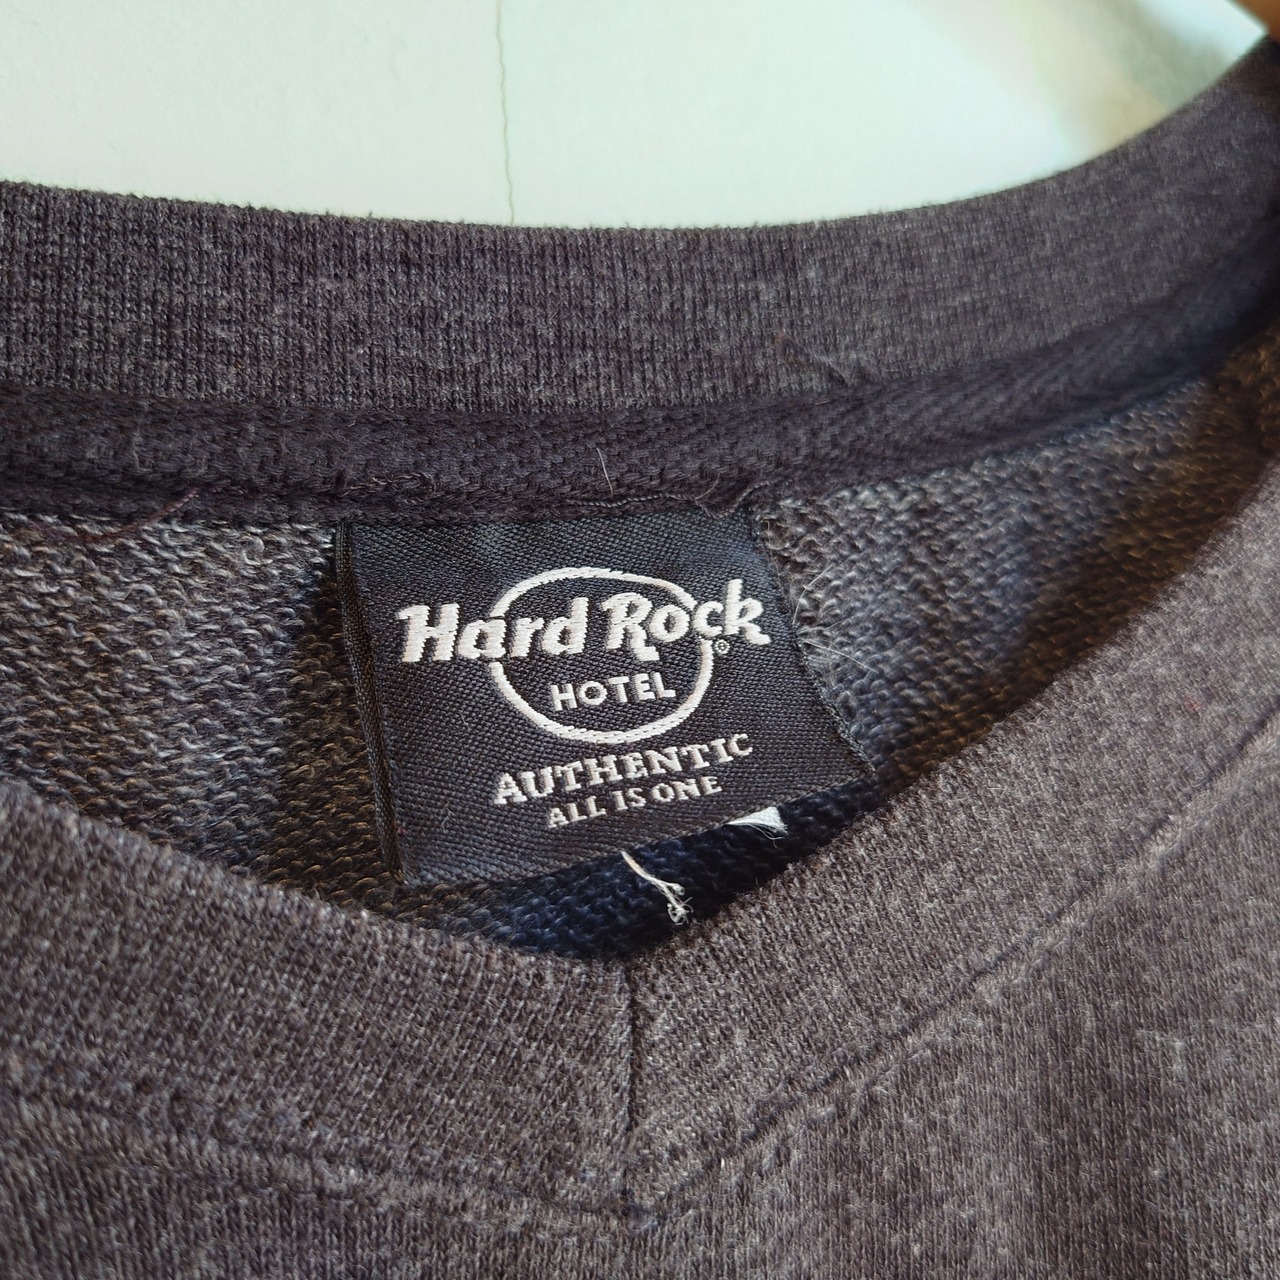 Hard Rock®
HOTEL
AUTHENTIC
ALL IS ONE